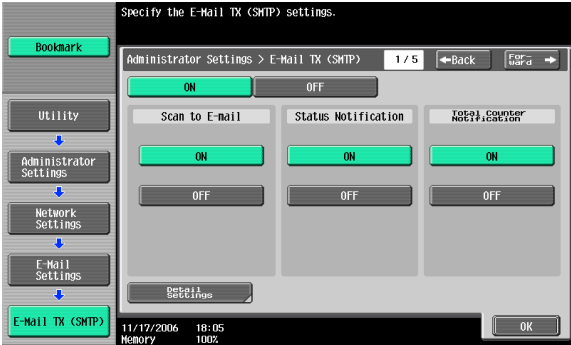 Specify the E-Mail TX (SMTP) settings.
Bookmark
Administrator Settings > E-Mail TX (SMTP) 1/5 ←Back For-ward →
ON OFF
Scan to E-mail Status Notification Total Counter
Notification
ON ON ON
OFF OFF OFF
Detail
Settings
Utility
Administrator
Settings
Network
Settings
E-Mail
Settings
E-Mail TX (SMTP)
11/17/2006 18:05
Memory 100%
OK